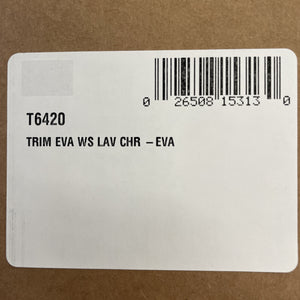 0 26508 15313 0
T6420
TRIM EVA WS LAV CHR – EVA